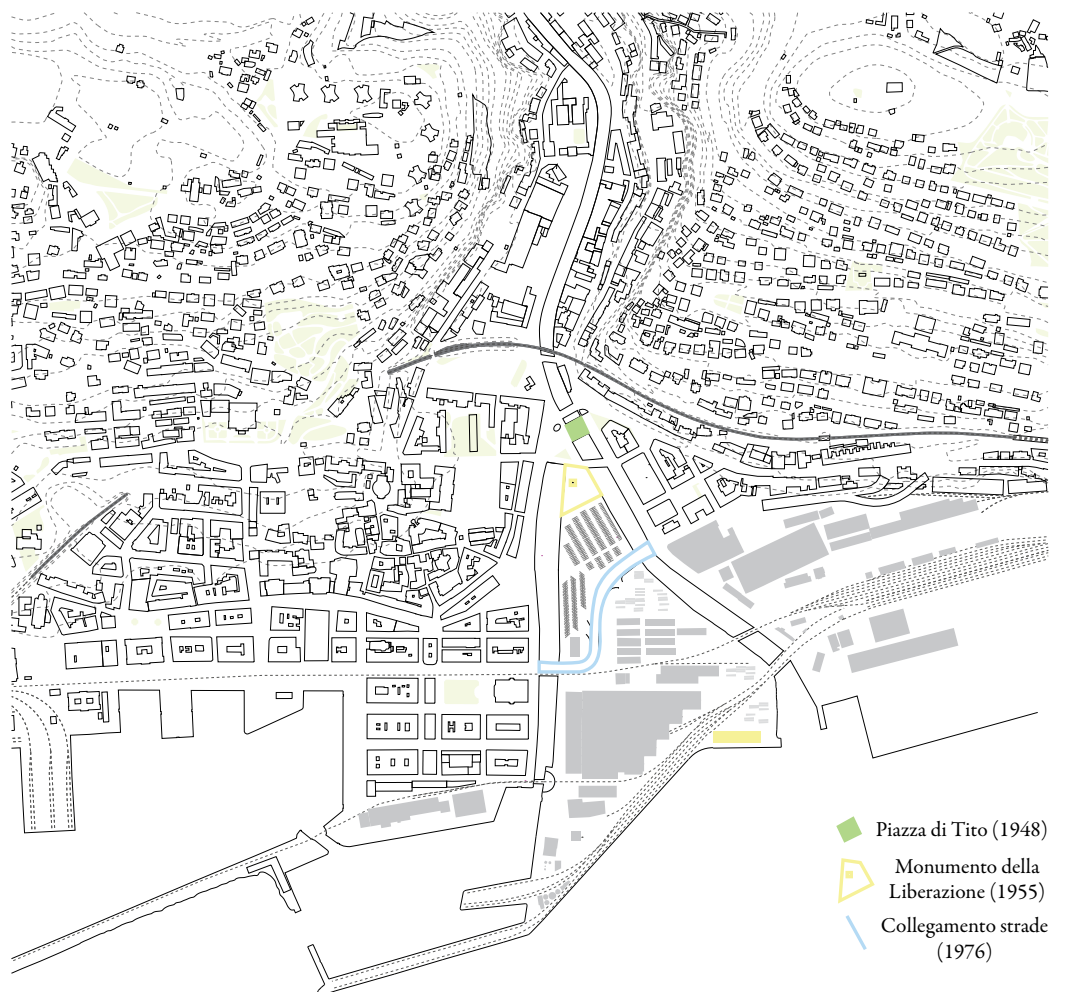 Piazza di Tito (1948)
Monumento della
Liberazione (1955)
Collegamento strade
(1976)